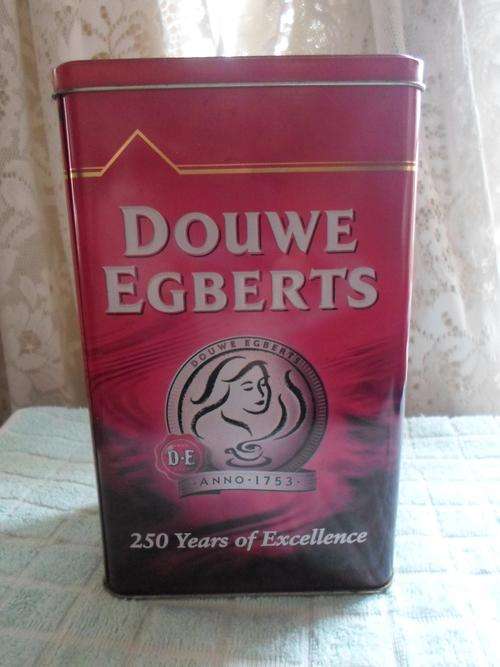 DOUWE
EGBERTS
DOUWE EGBERTS
D·E
·ANNO·1753·
250 Years of Excellence